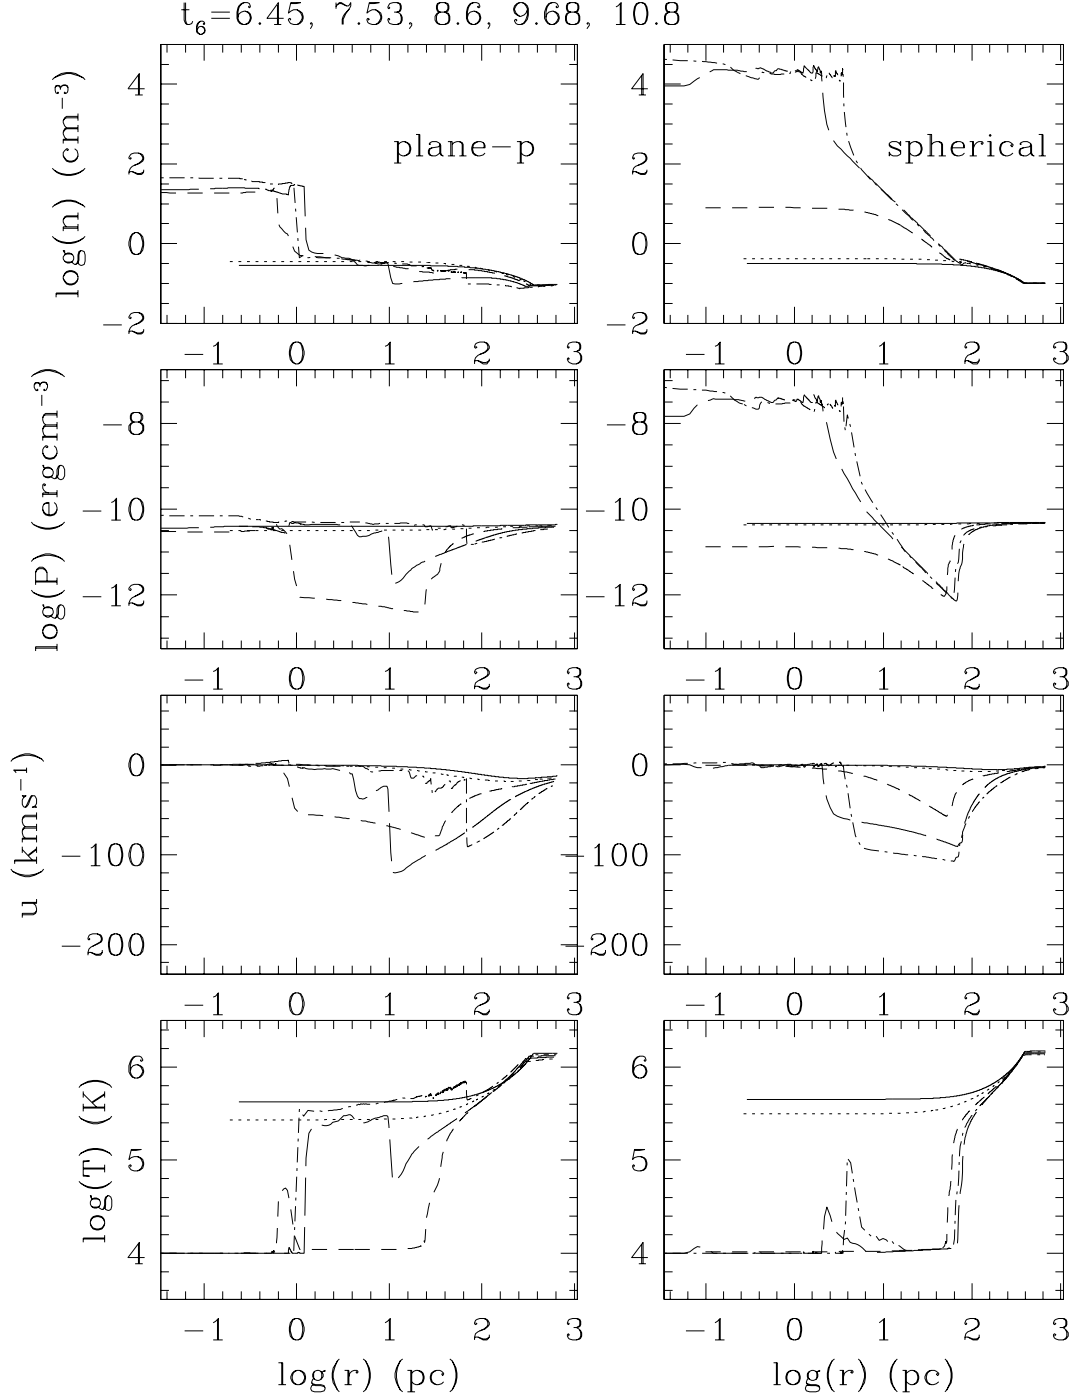 t₆=6.45, 7.53, 8.6, 9.68, 10.8
log(n) (cm⁻³)
4
2
0
−2
plane−p
−1 0 1 2 3
4
2
0
−2
spherical
−1 0 1 2 3
log(P) (ergcm⁻³)
−8
−10
−12
−1 0 1 2 3
−8
−10
−12
−1 0 1 2 3
u (kms⁻¹)
0
−100
−200
−1 0 1 2 3
0
−100
−200
−1 0 1 2 3
log(T) (K)
6
5
4
−1 0 1 2 3
log(r) (pc)
6
5
4
−1 0 1 2 3
log(r) (pc)